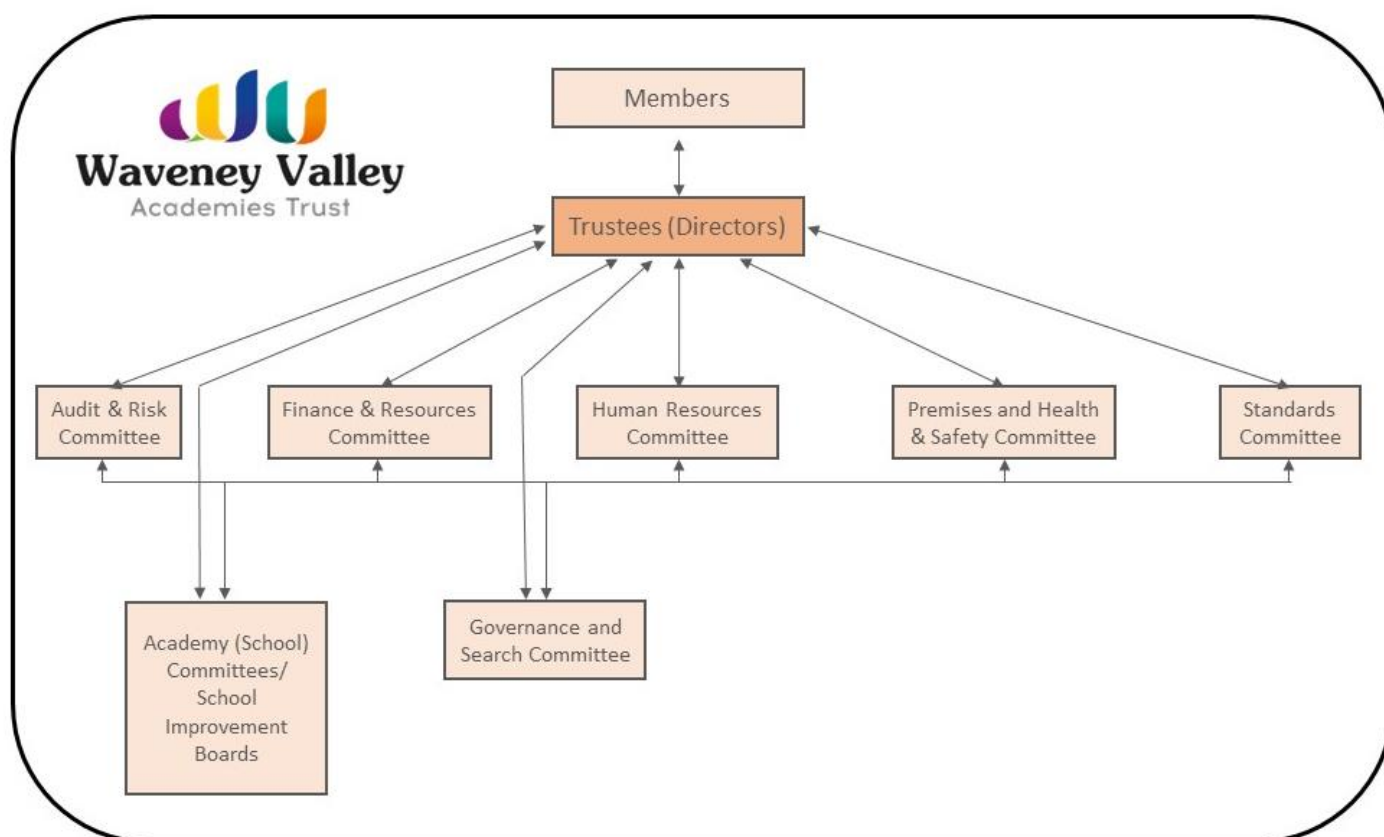 Waveney Valley
Academies Trust
Members
Trustees (Directors)
Audit & Risk
Committee
Finance & Resources
Committee
Human Resources
Committee
Premises and Health
& Safety Committee
Standards
Committee
Academy (School)
Committees/
School
Improvement
Boards
Governance and
Search Committee